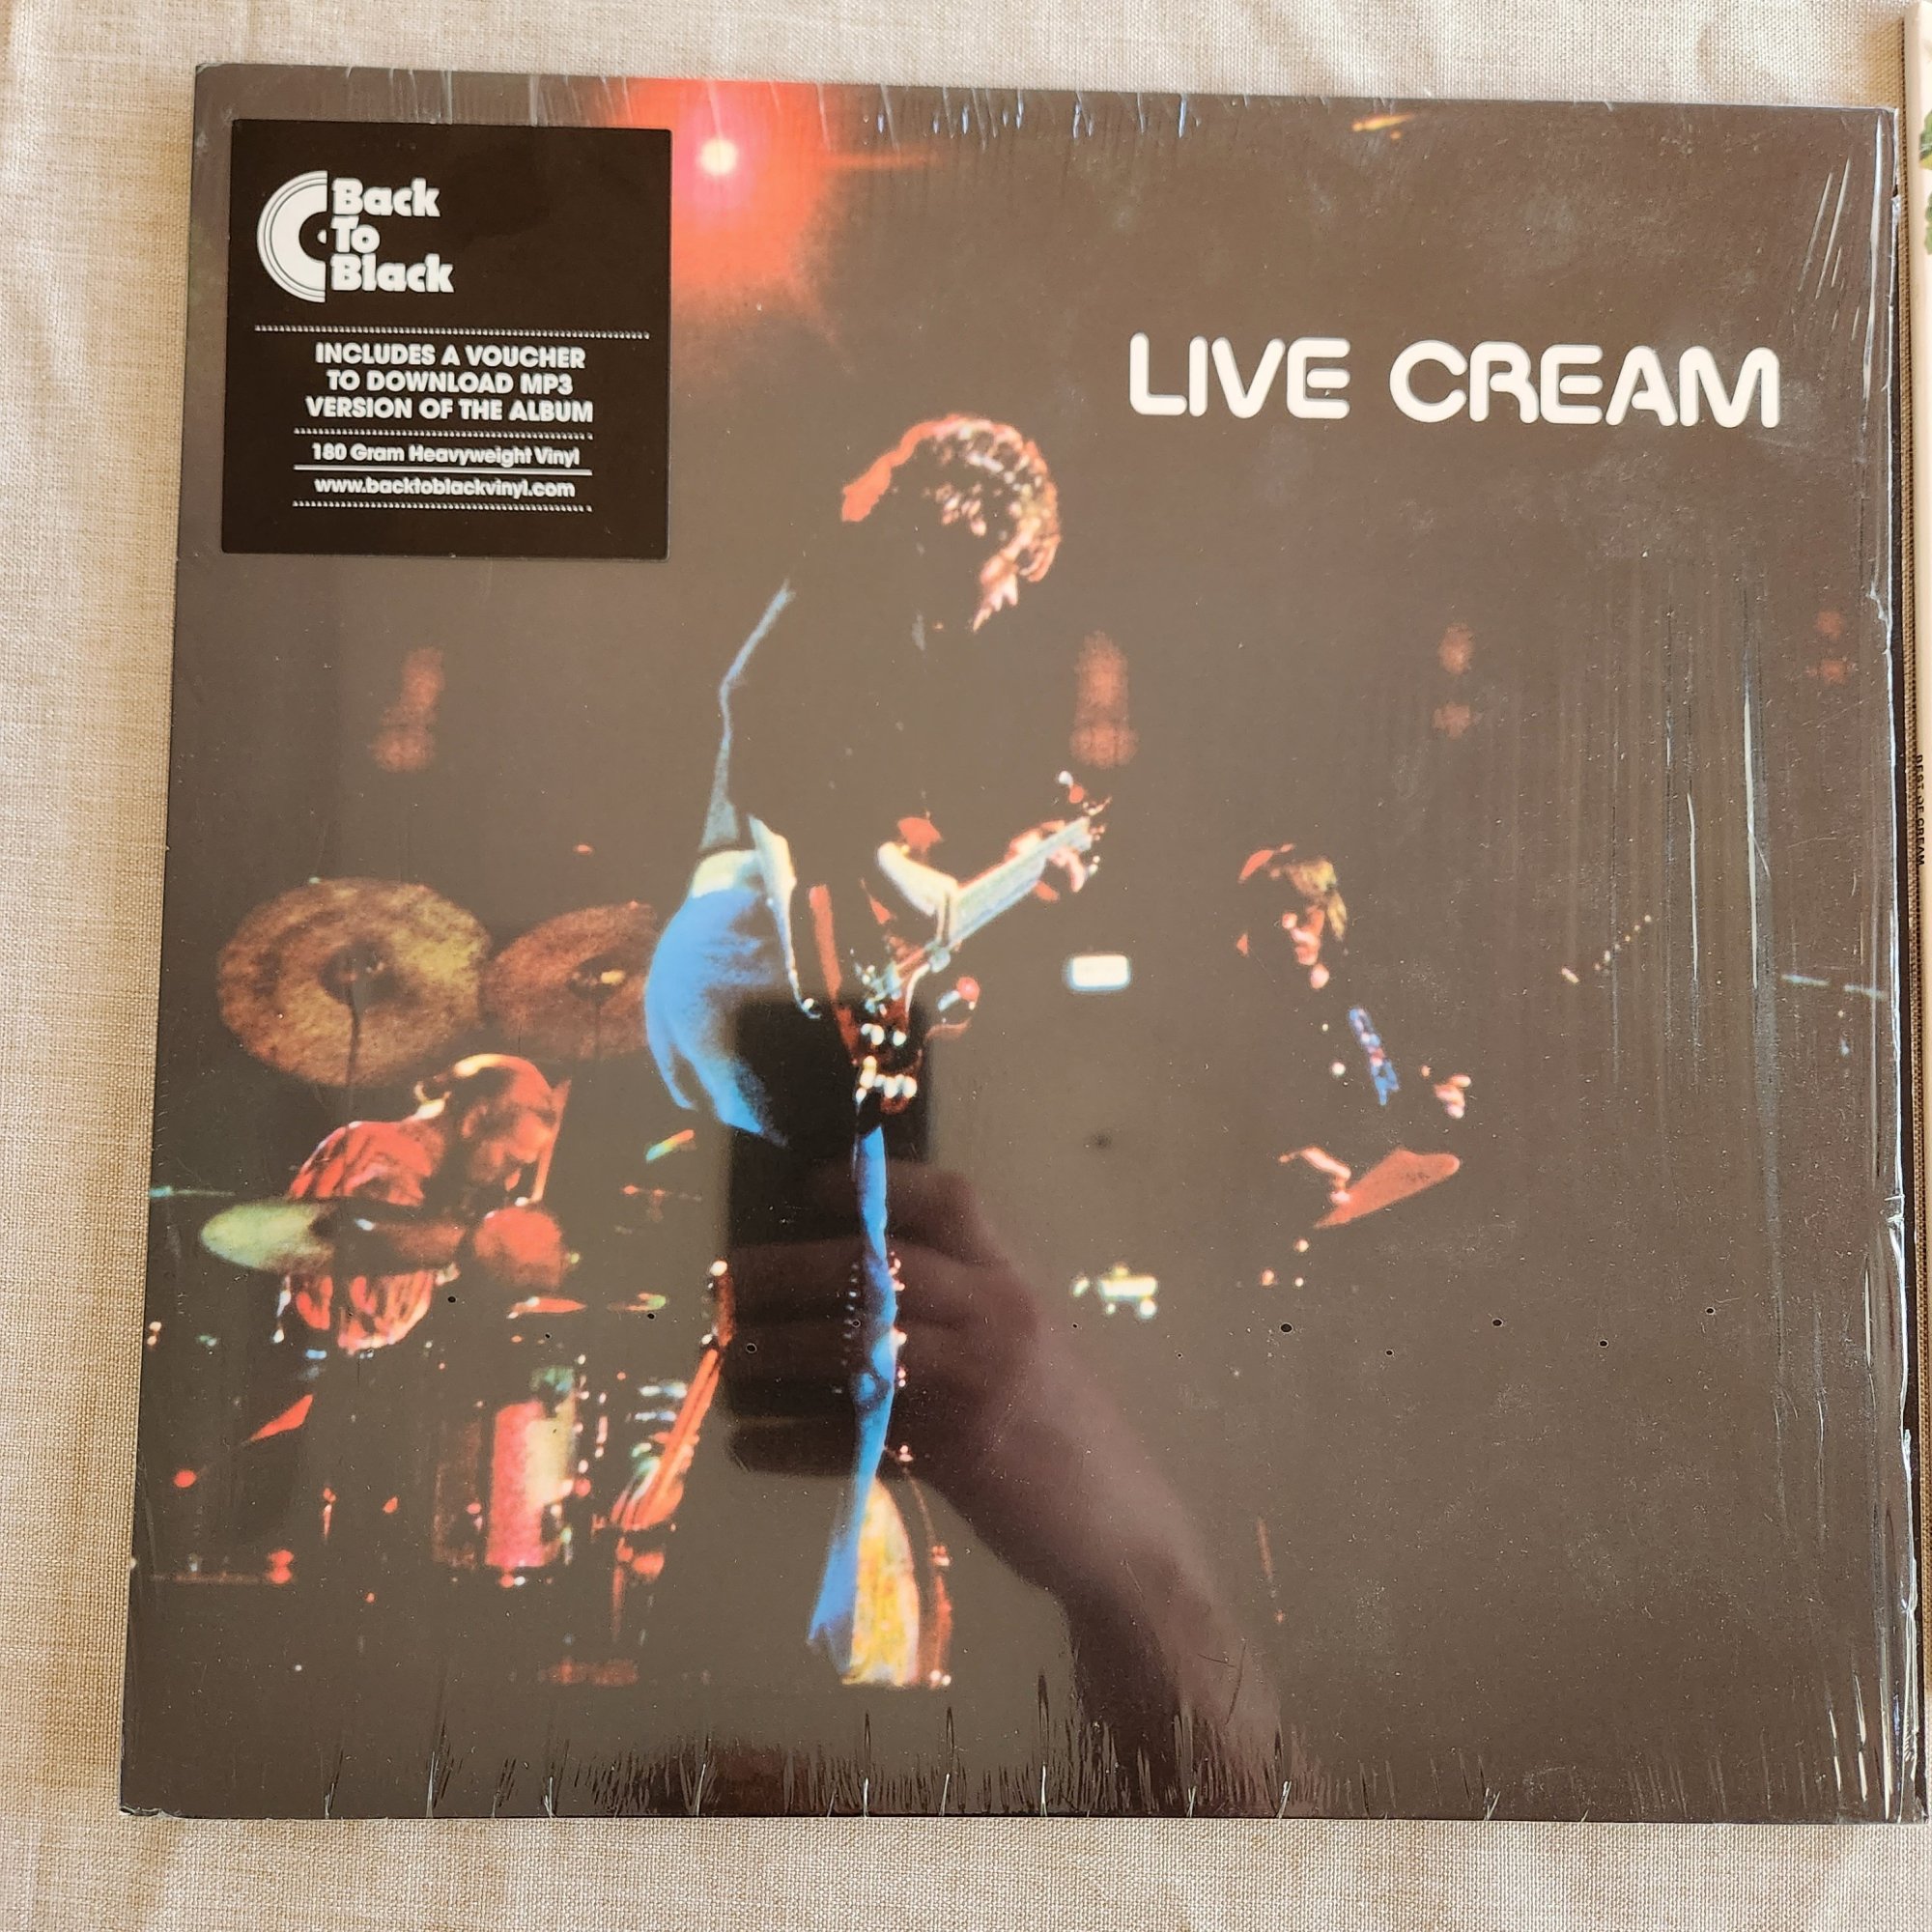 Back
To
Black
INCLUDES A VOUCHER
TO DOWNLOAD MP3
VERSION OF THE ALBUM
180 Gram Heavyweight Vinyl
www.backtoblackvinyl.com
LIVE CREAM